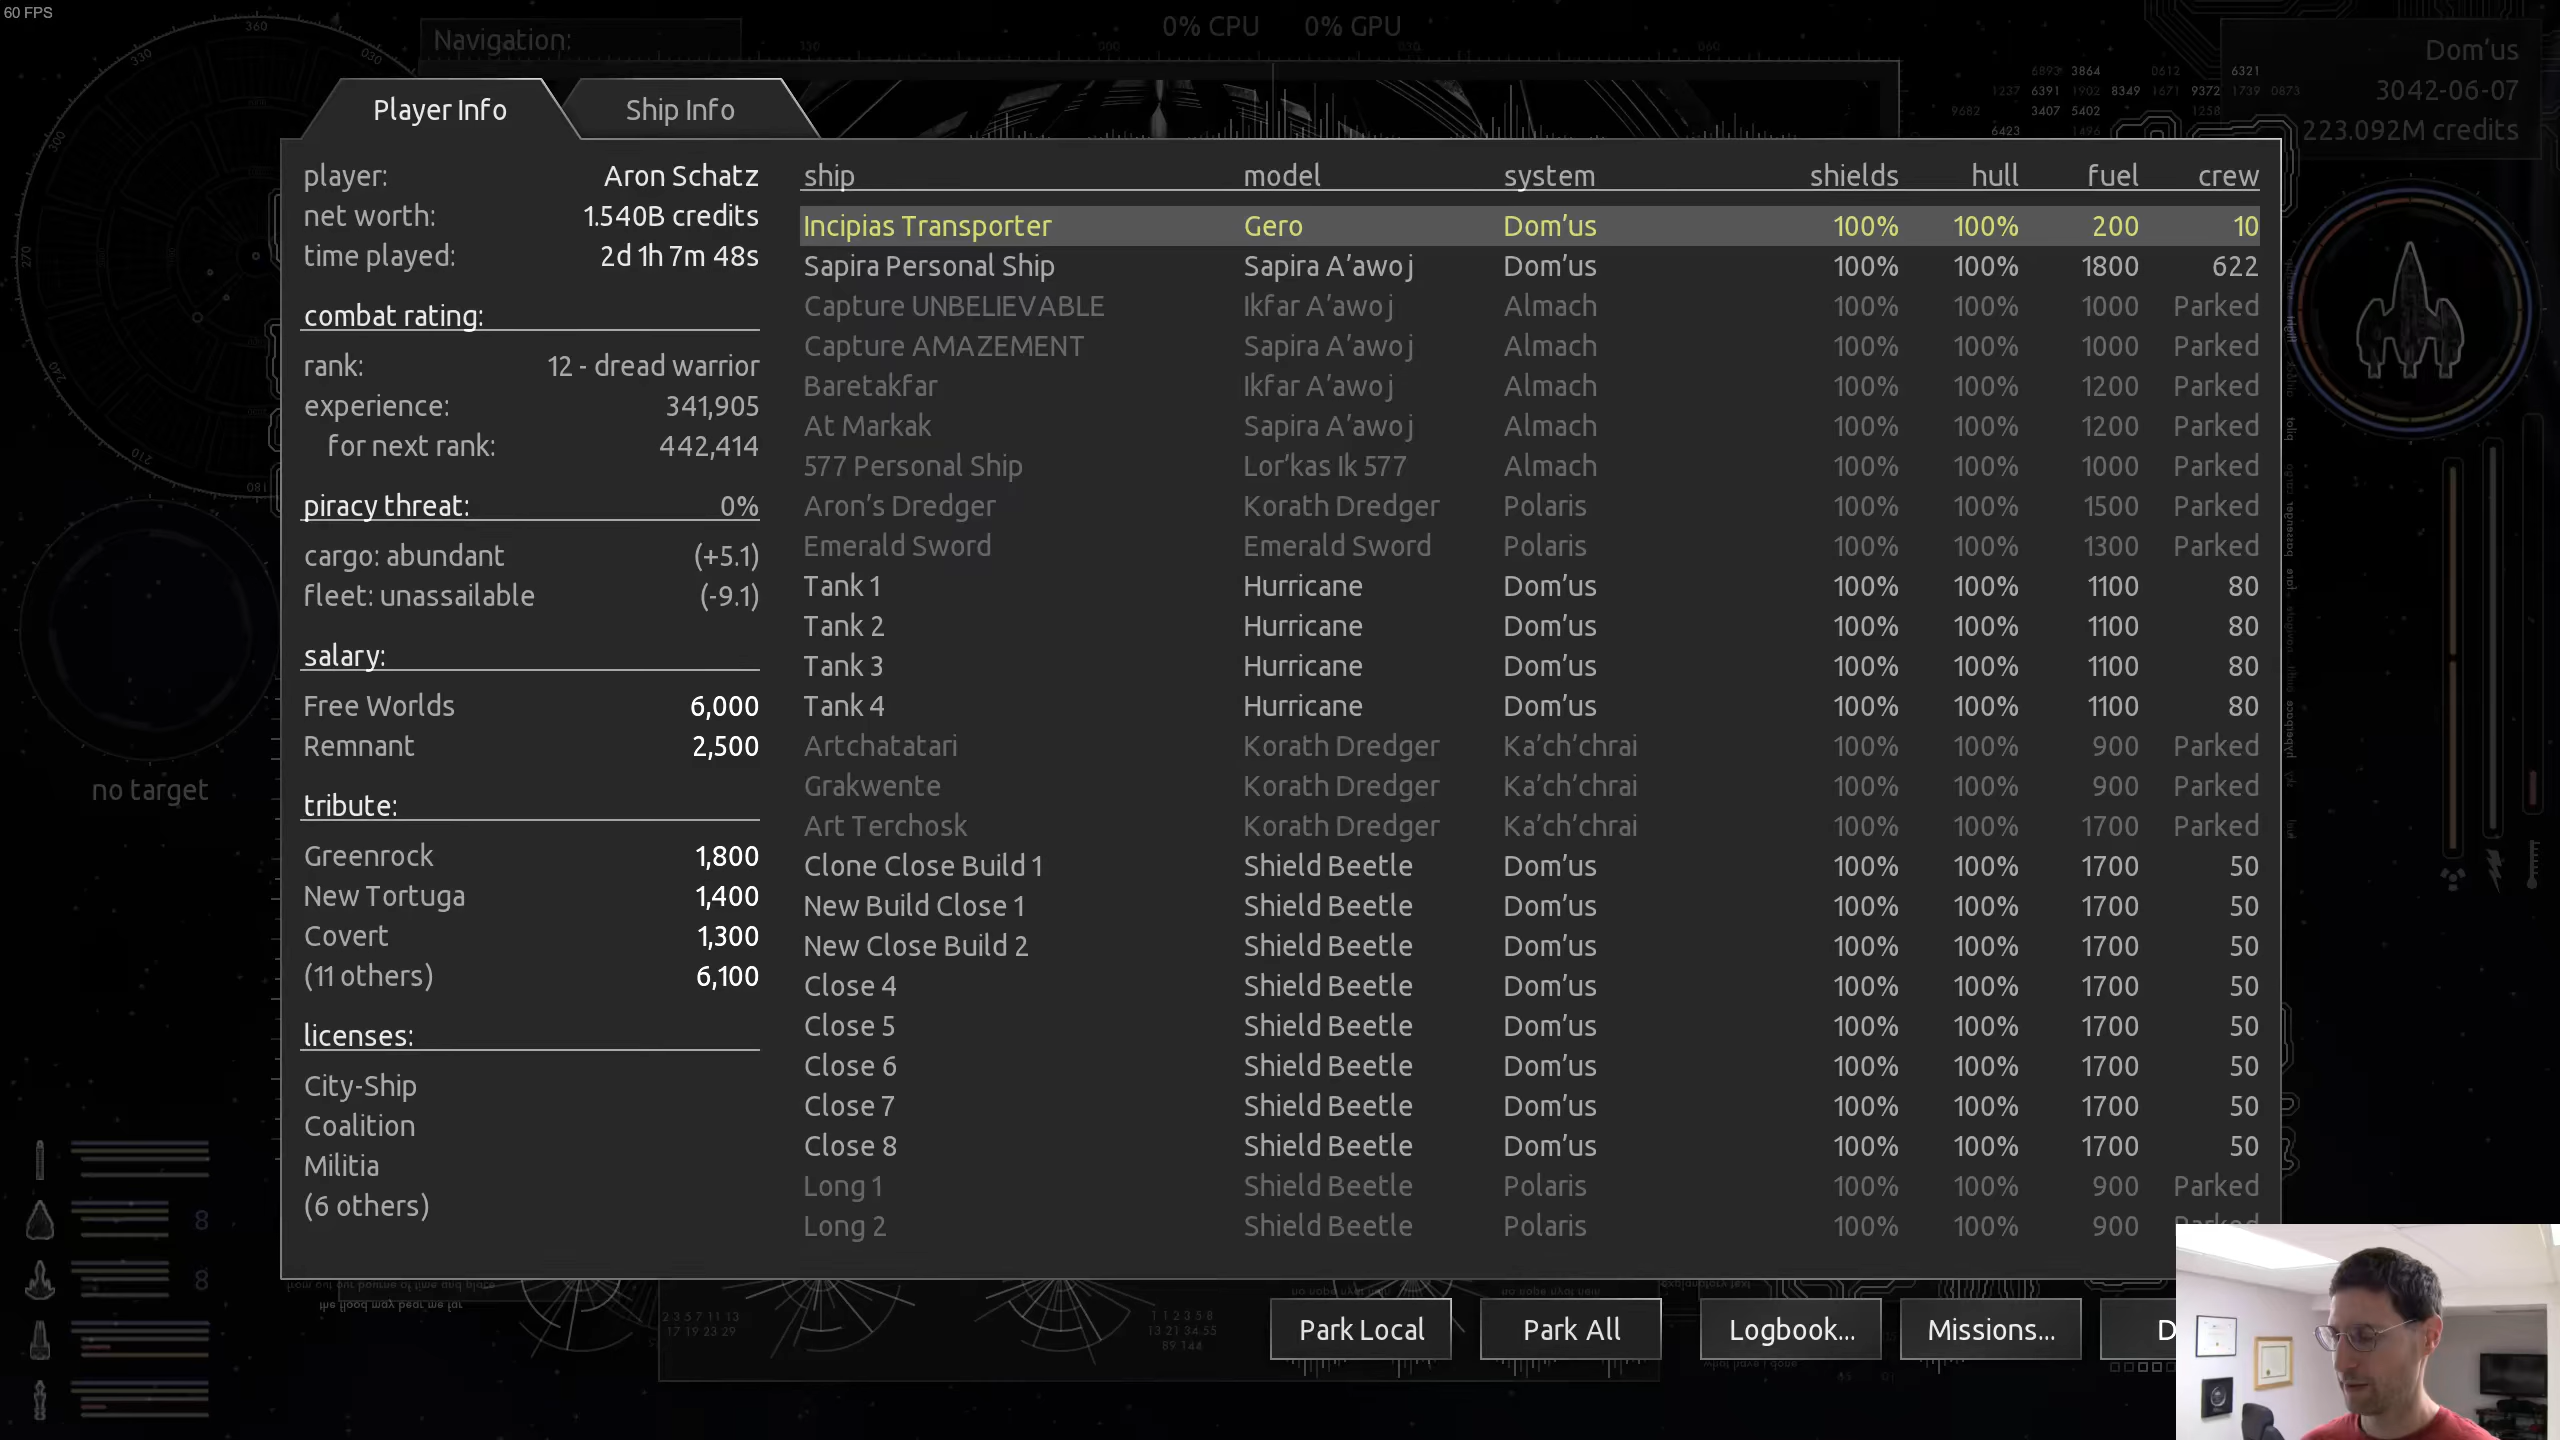 60 FPS
Navigation:
0% CPU 0% GPU
Dom'us
3042-06-07
223.092M credits
Player Info
Ship Info
player: Aron Schatz
net worth: 1.540B credits
time played: 2d 1h 7m 48s
combat rating:
rank: 12 - dread warrior
experience: 341,905
for next rank: 442,414
piracy threat: 0%
cargo: abundant (+5.1)
fleet: unassailable (-9.1)
salary:
Free Worlds 6,000
Remnant 2,500
tribute:
Greenrock 1,800
New Tortuga 1,400
Covert 1,300
(11 others) 6,100
licenses:
City-Ship
Coalition
Militia
(6 others)
ship model system shields hull fuel crew
Incipias Transporter Gero Dom'us 100% 100% 200 10
Sapira Personal Ship Sapira A'awoj Dom'us 100% 100% 1800 622
Capture UNBELIEVABLE Ikfar A'awoj Almach 100% 100% 1000 Parked
Capture AMAZEMENT Sapira A'awoj Almach 100% 100% 1000 Parked
Baretakfar Ikfar A'awoj Almach 100% 100% 1200 Parked
At Markak Sapira A'awoj Almach 100% 100% 1200 Parked
577 Personal Ship Lor'kas Ik 577 Almach 100% 100% 1000 Parked
Aron's Dredger Korath Dredger Polaris 100% 100% 1500 Parked
Emerald Sword Emerald Sword Polaris 100% 100% 1300 Parked
Tank 1 Hurricane Dom'us 100% 100% 1100 80
Tank 2 Hurricane Dom'us 100% 100% 1100 80
Tank 3 Hurricane Dom'us 100% 100% 1100 80
Tank 4 Hurricane Dom'us 100% 100% 1100 80
Artchatatari Korath Dredger Ka'ch'chrai 100% 100% 900 Parked
Grakwente Korath Dredger Ka'ch'chrai 100% 100% 900 Parked
Art Terchosk Korath Dredger Ka'ch'chrai 100% 100% 1700 Parked
Clone Close Build 1 Shield Beetle Dom'us 100% 100% 1700 50
New Build Close 1 Shield Beetle Dom'us 100% 100% 1700 50
New Close Build 2 Shield Beetle Dom'us 100% 100% 1700 50
Close 4 Shield Beetle Dom'us 100% 100% 1700 50
Close 5 Shield Beetle Dom'us 100% 100% 1700 50
Close 6 Shield Beetle Dom'us 100% 100% 1700 50
Close 7 Shield Beetle Dom'us 100% 100% 1700 50
Close 8 Shield Beetle Dom'us 100% 100% 1700 50
Long 1 Shield Beetle Polaris 100% 100% 900 Parked
Long 2 Shield Beetle Polaris 100% 100% 900
no target
8
8
Park Local
Park All
Logbook...
Missions...
D